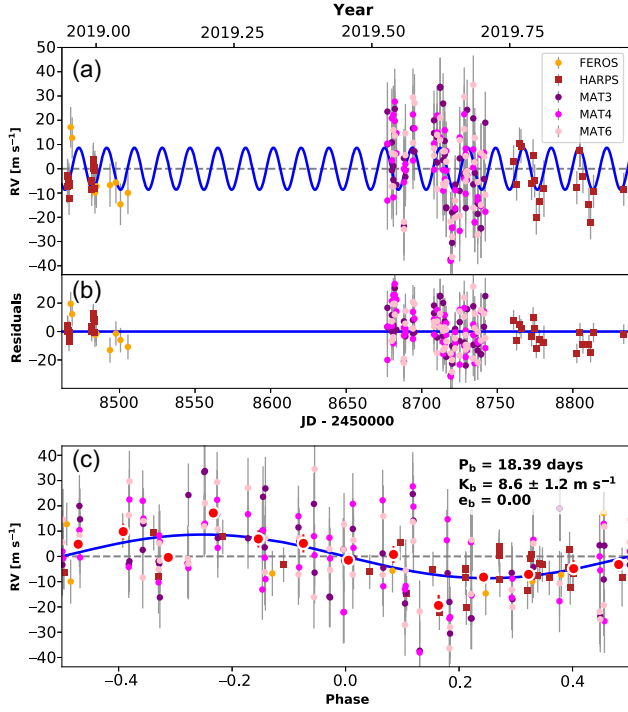 Year
2019.00 2019.25 2019.50 2019.75
(a)
FEROS
HARPS
MAT3
MAT4
MAT6
50
40
30
20
10
0
−10
−20
−30
−40
RV [m s⁻¹]
(b)
20
0
−20
Residuals
8500 8550 8600 8650 8700 8750 8800
JD - 2450000
(c)
P_b = 18.39 days
K_b = 8.6 ± 1.2 m s⁻¹
e_b = 0.00
40
30
20
10
0
−10
−20
−30
−40
RV [m s⁻¹]
−0.4 −0.2 0.0 0.2 0.4
Phase